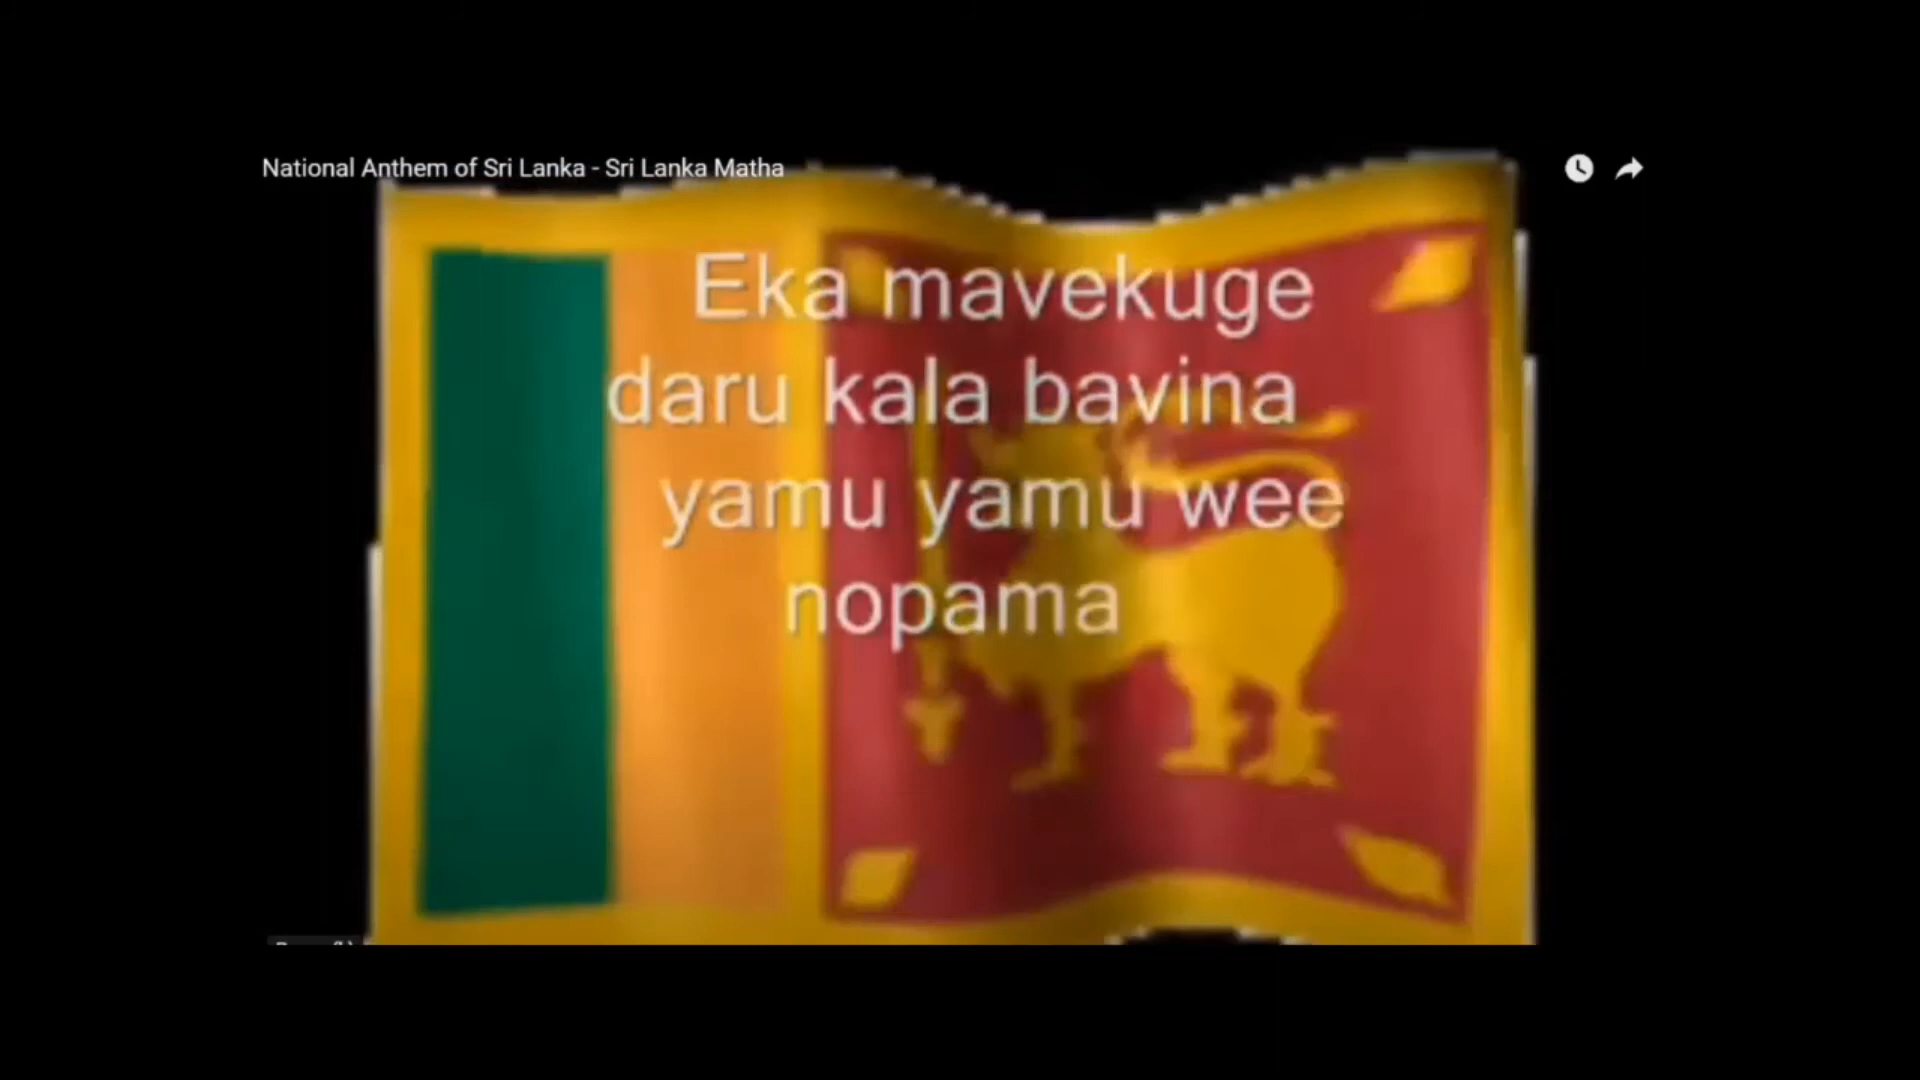 National Anthem of Sri Lanka - Sri Lanka Matha
Eka mavekuge
daru kala bavina
yamu yamu wee
nopama